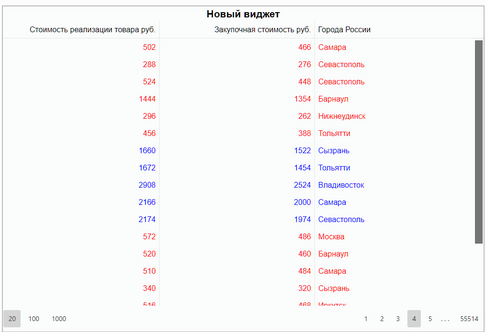 Новый виджет
Стоимость реализации товара руб. Закупочная стоимость руб. Города России
502 466 Самара
288 276 Севастополь
524 448 Севастополь
1444 1354 Барнаул
296 262 Нижнеудинск
456 388 Тольятти
1660 1522 Сызрань
1672 1454 Тольятти
2908 2524 Владивосток
2166 2000 Самара
2174 1974 Севастополь
572 486 Москва
520 460 Барнаул
510 484 Самара
340 320 Сызрань
516 468 Иркутск
20 100 1000 1 2 3 4 5 ... 55514